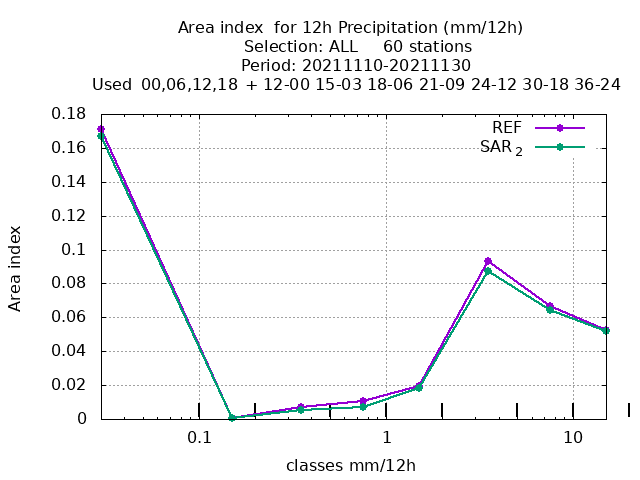 Area index  for 12h Precipitation (mm/12h)
Selection: ALL     60 stations
Period: 20211110-20211130
Used  00,06,12,18  + 12-00 15-03 18-06 21-09 24-12 30-18 36-24
REF
SAR 2
0.18
0.16
0.14
0.12
0.1
0.08
0.06
0.04
0.02
0
Area index
0.1
1
10
classes mm/12h